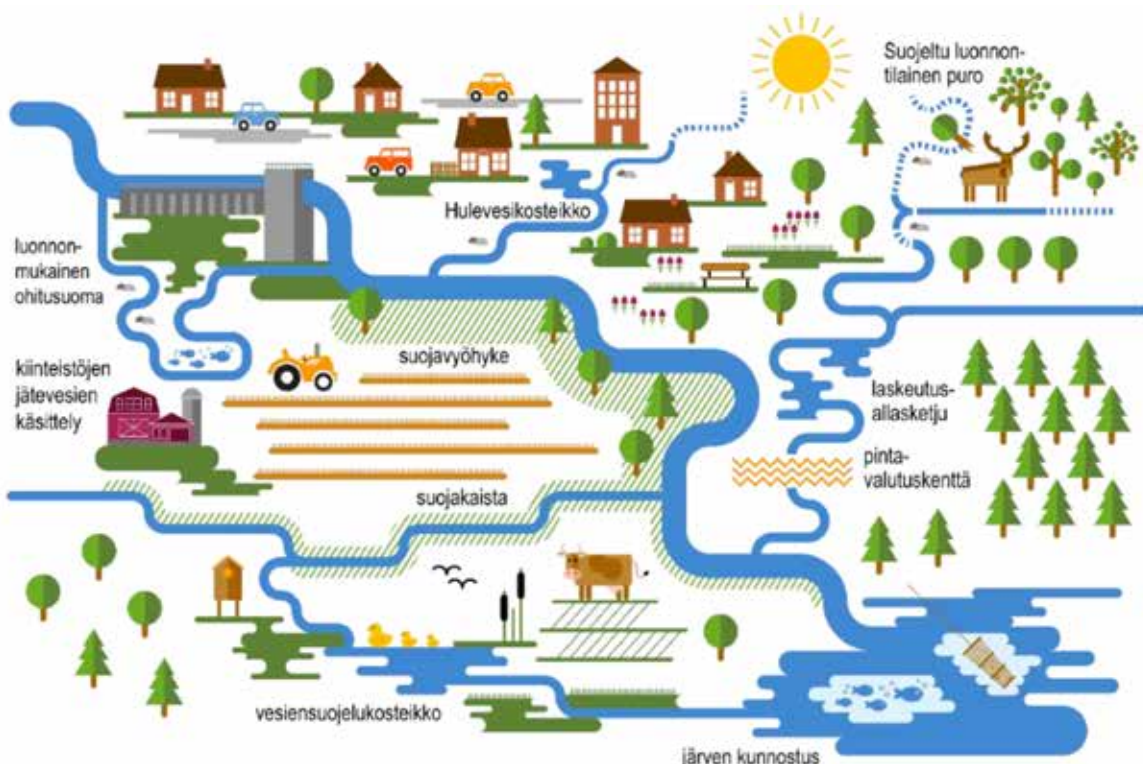 Suojeltu luonnon-
tilainen puro
Hulevesikosteikko
luonnon-
mukainen
ohitusuoma
suojavyöhyke
kiinteistöjen
jätevesien
käsittely
laskeutus-
allasketju
pinta-
valutuskenttä
suojakaista
vesiensuojelukosteikko
järven kunnostus